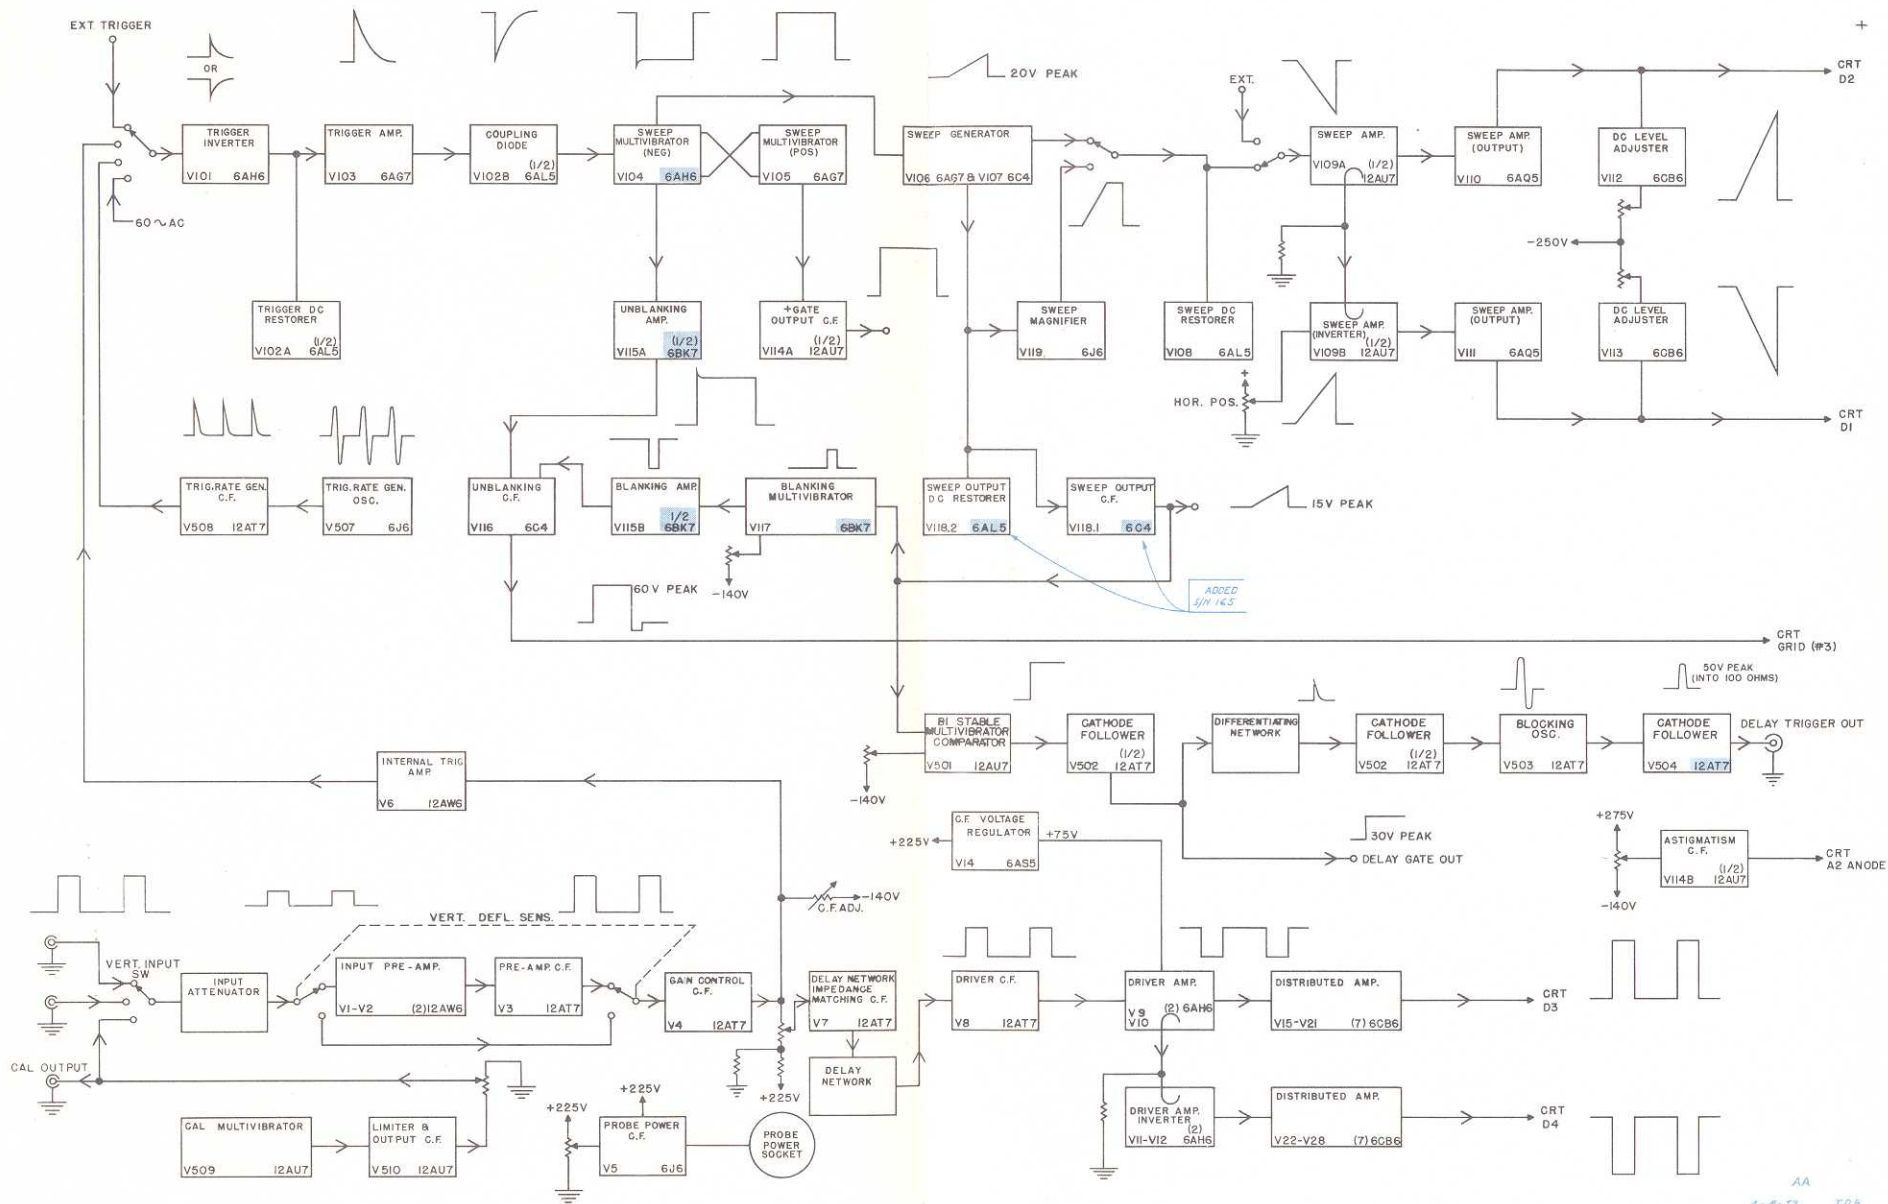 EXT. TRIGGER
OR
20V PEAK
EXT.
CRT
D2
TRIGGER
INVERTER
V101 6AH6
TRIGGER AMP.
V103 6AG7
COUPLING
DIODE
(1/2)
V102B 6AL5
SWEEP
MULTIVIBRATOR
(NEG)
V104 6AH6
SWEEP
MULTIVIBRATOR
(POS)
V105 6AG7
SWEEP GENERATOR
V106 6AG7 & V107 6C4
SWEEP AMP.
V109A (1/2)
12AU7
SWEEP AMP.
(OUTPUT)
V110 6AQ5
DC LEVEL
ADJUSTER
V112 6CB6
60~AC
-250V
TRIGGER DC
RESTORER
(1/2)
V102A 6AL5
UNBLANKING
AMP.
(1/2)
V115A 6BK7
+GATE
OUTPUT C.F.
(1/2)
V114A 12AU7
SWEEP
MAGNIFIER
V119 6J6
SWEEP DC
RESTORER
V108 6AL5
SWEEP AMP.
(INVERTER)
(1/2)
V109B 12AU7
SWEEP AMP.
(OUTPUT)
V111 6AQ5
DC LEVEL
ADJUSTER
V113 6CB6
+
HOR. POS.
CRT
D1
TRIG.RATE GEN.
C.F.
V508 12AT7
TRIG.RATE GEN.
OSC.
V507 6J6
UNBLANKING
C.F.
V116 6C4
BLANKING AMP.
1/2
V115B 6BK7
BLANKING
MULTIVIBRATOR
V117 6BK7
SWEEP OUTPUT
DC RESTORER
V118.2 6AL5
SWEEP OUTPUT
C.F.
V118.1 6C4
15V PEAK
60V PEAK
-140V
ADDED
S/N 165
CRT
GRID (#3)
50V PEAK
(INTO 100 OHMS)
BI STABLE
MULTIVIBRATOR
COMPARATOR
V501 12AU7
CATHODE
FOLLOWER
(1/2)
V502 12AT7
DIFFERENTIATING
NETWORK
CATHODE
FOLLOWER
(1/2)
V502 12AT7
BLOCKING
OSC.
V503 12AT7
CATHODE
FOLLOWER
V504 12AT7
DELAY TRIGGER OUT
INTERNAL TRIG
AMP.
V6 12AW6
-140V
C.F. VOLTAGE
REGULATOR
V14 6AS5
+225V
+75V
30V PEAK
DELAY GATE OUT
+275V
ASTIGMATISM
C.F.
(1/2)
V114B 12AU7
-140V
CRT
A2 ANODE
VERT. DEFL. SENS.
-140V
C.F. ADJ.
VERT. INPUT
SW
INPUT
ATTENUATOR
INPUT PRE-AMP.
V1-V2 (2)12AW6
PRE-AMP. C.F.
V3 12AT7
GAIN CONTROL
C.F.
V4 12AT7
DELAY NETWORK
IMPEDANCE
MATCHING C.F.
V7 12AT7
DRIVER C.F.
V8 12AT7
DRIVER AMP.
V9 (2) 6AH6
V10
DISTRIBUTED AMP.
V15-V21 (7) 6CB6
CRT
D3
CAL OUTPUT
DELAY
NETWORK
+225V
+225V
+225V
CAL MULTIVIBRATOR
V509 12AU7
LIMITER &
OUTPUT C.F.
V510 12AU7
PROBE POWER
C.F.
V5 6J6
PROBE
POWER
SOCKET
DRIVER AMP.
INVERTER
(2)
V11-V12 6AH6
DISTRIBUTED AMP.
V22-V28 (7) 6CB6
CRT
D4
AA